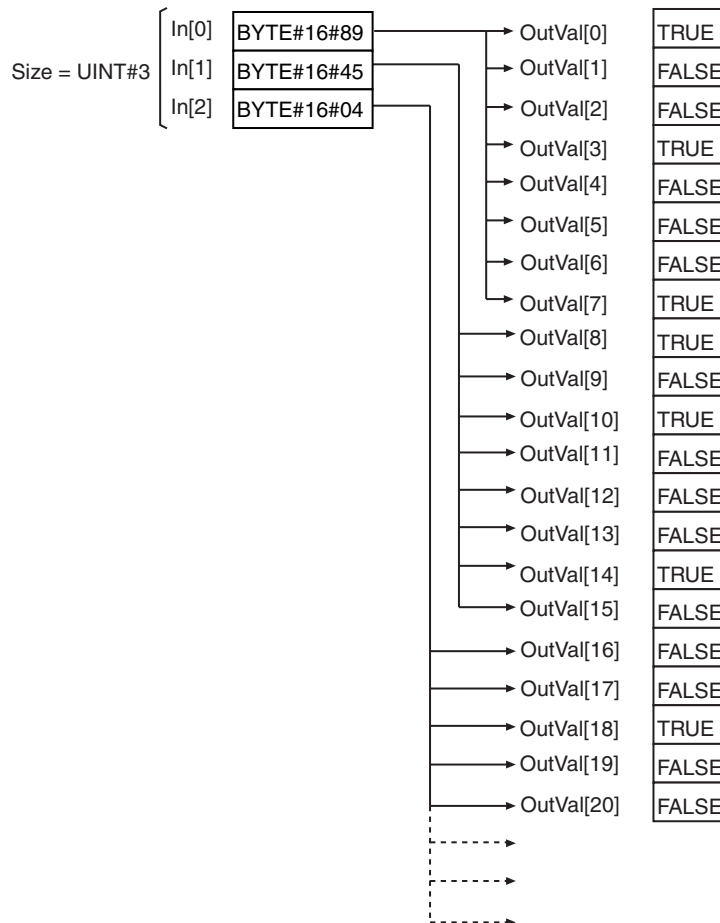 In[0] BYTE#16#89 OutVal[0] TRUE
Size = UINT#3 In[1] BYTE#16#45 OutVal[1] FALSE
In[2] BYTE#16#04 OutVal[2] FALSE
OutVal[3] TRUE
OutVal[4] FALSE
OutVal[5] FALSE
OutVal[6] FALSE
OutVal[7] TRUE
OutVal[8] TRUE
OutVal[9] FALSE
OutVal[10] TRUE
OutVal[11] FALSE
OutVal[12] FALSE
OutVal[13] FALSE
OutVal[14] TRUE
OutVal[15] FALSE
OutVal[16] FALSE
OutVal[17] FALSE
OutVal[18] TRUE
OutVal[19] FALSE
OutVal[20] FALSE